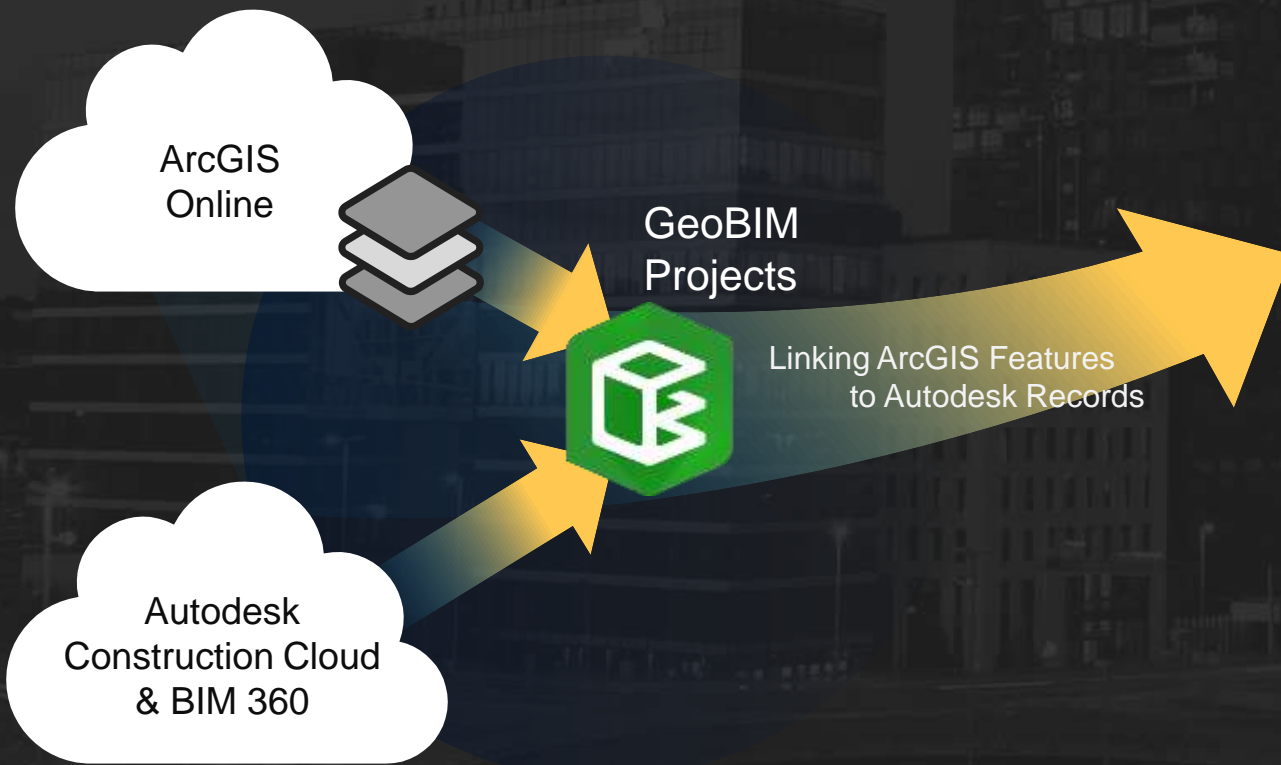 ArcGIS
Online
GeoBIM
Projects
Linking ArcGIS Features
to Autodesk Records
Autodesk
Construction Cloud
& BIM 360